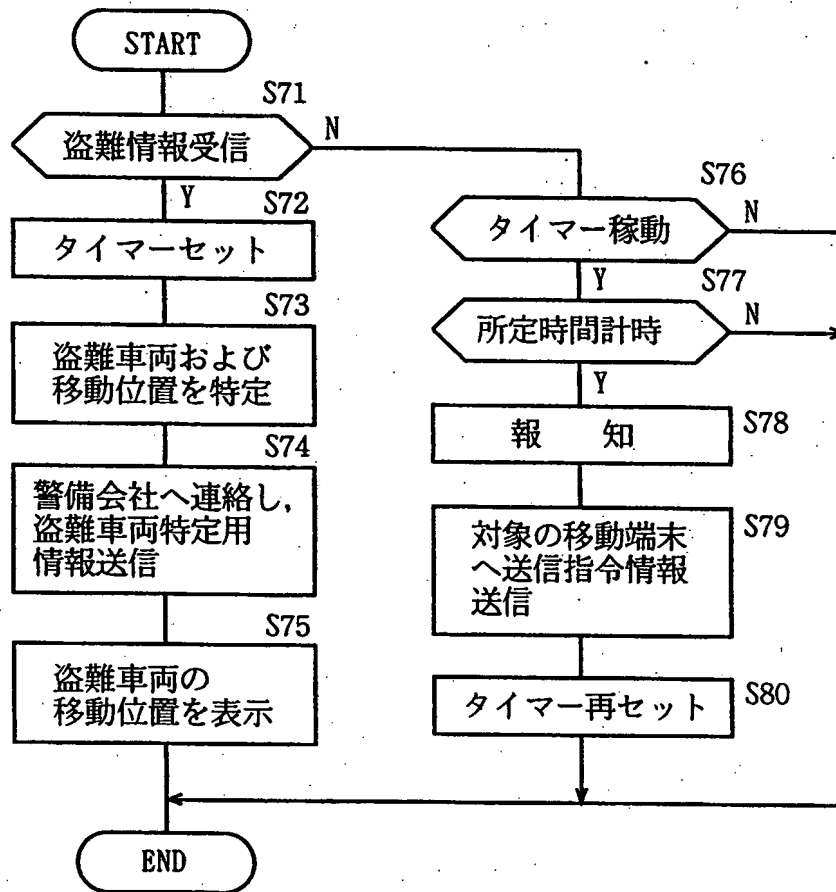 START
S71
盗難情報受信
N
Y
S72
タイマーセット
S73
盗難車両および
移動位置を特定
S74
警備会社へ連絡し,
盗難車両特定用
情報送信
S75
盗難車両の
移動位置を表示
S76
タイマー稼動
N
Y
S77
所定時間計時
N
Y
報 知
S78
対象の移動端末
へ送信指令情報
送信
S79
タイマー再セット
S80
END